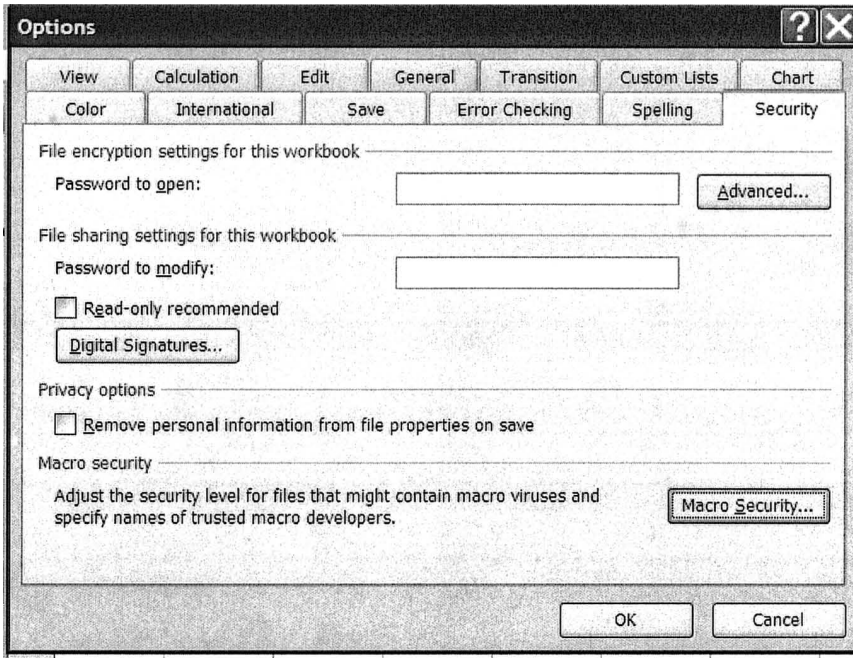 Options
View Calculation Edit General Transition Custom Lists Chart
Color International Save Error Checking Spelling Security
File encryption settings for this workbook
Password to open: Advanced...
File sharing settings for this workbook
Password to modify:
Read-only recommended
Digital Signatures...
Privacy options
Remove personal information from file properties on save
Macro security
Adjust the security level for files that might contain macro viruses and
specify names of trusted macro developers.
Macro Security...
OK Cancel